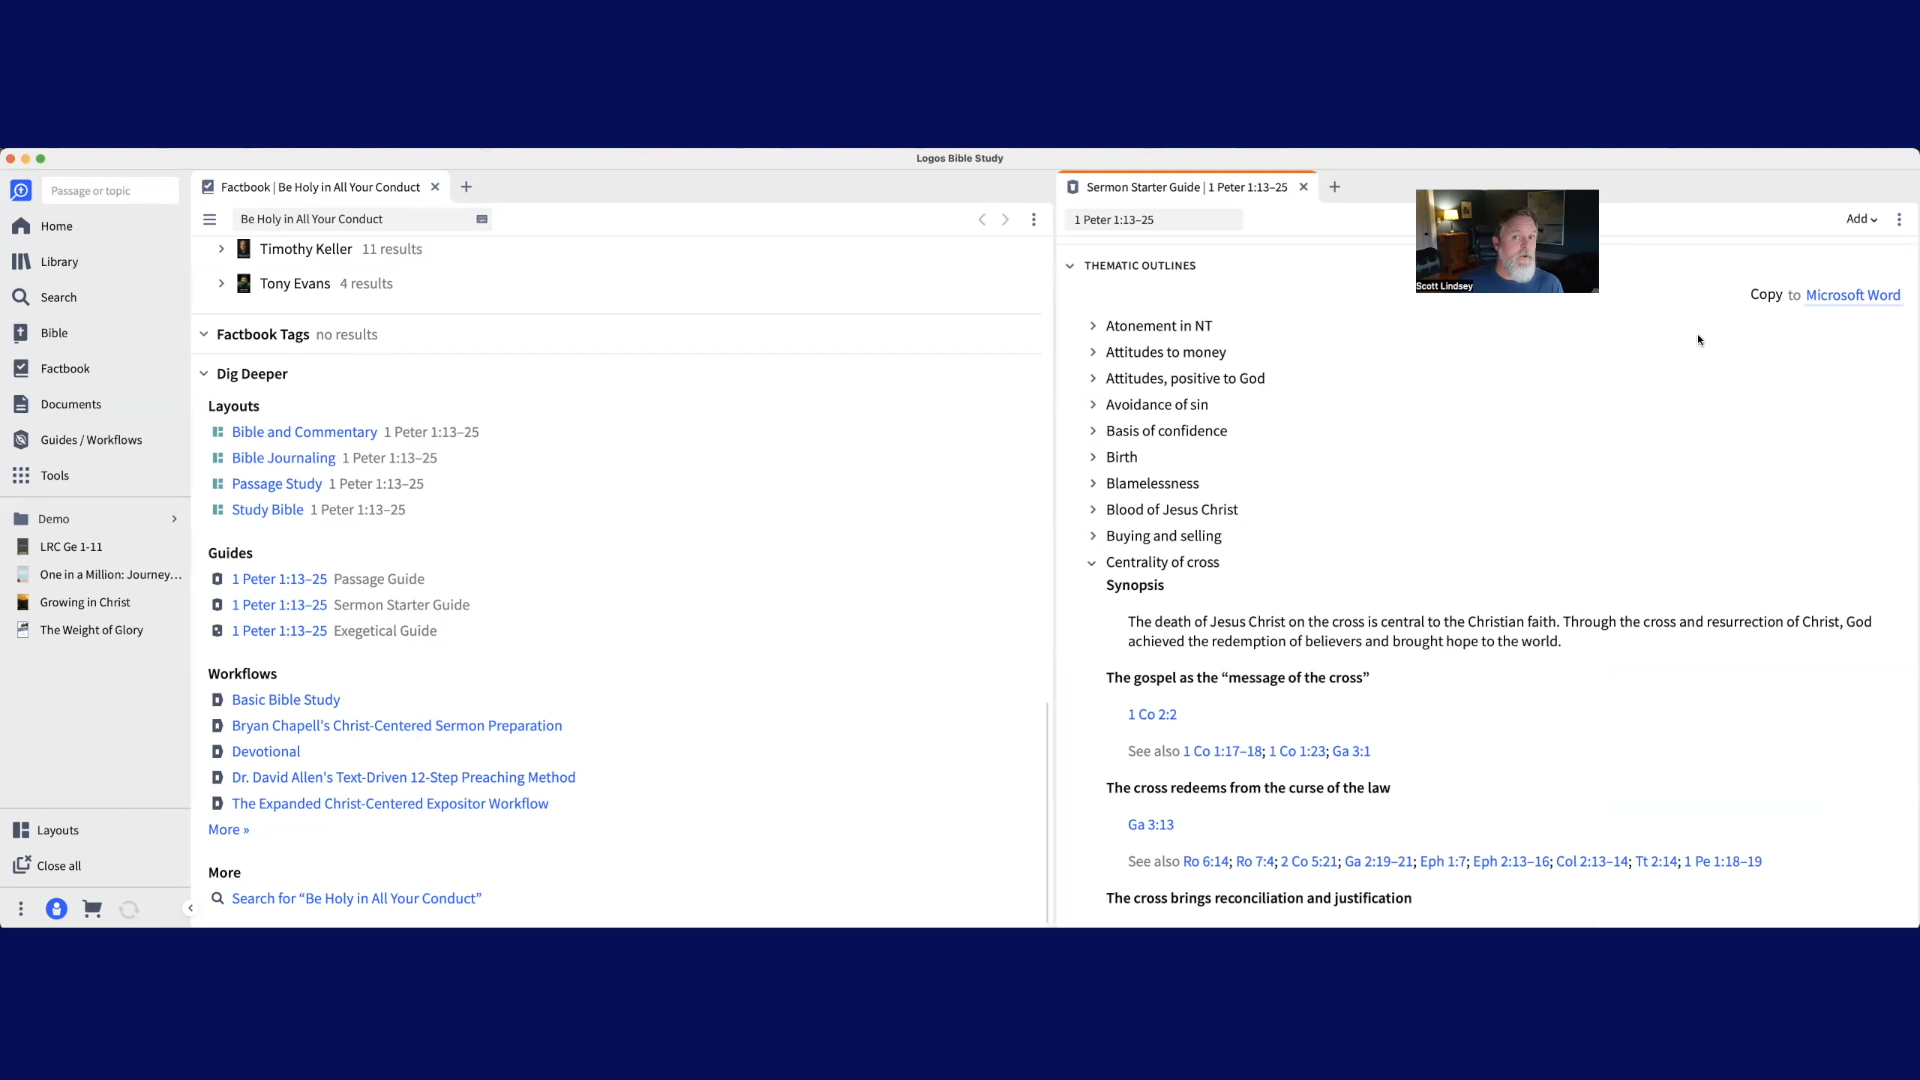 Logos Bible Study
Passage or topic
Home
Library
Search
Bible
Factbook
Documents
Guides / Workflows
Tools
Demo
LRC Ge 1-11
One in a Million: Journey...
Growing in Christ
The Weight of Glory
Layouts
Close all
Factbook | Be Holy in All Your Conduct
Be Holy in All Your Conduct
Timothy Keller 11 results
Tony Evans 4 results
Factbook Tags no results
Dig Deeper
Layouts
Bible and Commentary 1 Peter 1:13–25
Bible Journaling 1 Peter 1:13–25
Passage Study 1 Peter 1:13–25
Study Bible 1 Peter 1:13–25
Guides
1 Peter 1:13–25 Passage Guide
1 Peter 1:13–25 Sermon Starter Guide
1 Peter 1:13–25 Exegetical Guide
Workflows
Basic Bible Study
Bryan Chapell's Christ-Centered Sermon Preparation
Devotional
Dr. David Allen's Text-Driven 12-Step Preaching Method
The Expanded Christ-Centered Expositor Workflow
More »
More
Search for “Be Holy in All Your Conduct”
Sermon Starter Guide | 1 Peter 1:13–25
1 Peter 1:13–25
Add
Scott Lindsey
THEMATIC OUTLINES
Copy to Microsoft Word
Atonement in NT
Attitudes to money
Attitudes, positive to God
Avoidance of sin
Basis of confidence
Birth
Blamelessness
Blood of Jesus Christ
Buying and selling
Centrality of cross
Synopsis
The death of Jesus Christ on the cross is central to the Christian faith. Through the cross and resurrection of Christ, God
achieved the redemption of believers and brought hope to the world.
The gospel as the “message of the cross”
1 Co 2:2
See also 1 Co 1:17–18; 1 Co 1:23; Ga 3:1
The cross redeems from the curse of the law
Ga 3:13
See also Ro 6:14; Ro 7:4; 2 Co 5:21; Ga 2:19–21; Eph 1:7; Eph 2:13–16; Col 2:13–14; Tt 2:14; 1 Pe 1:18–19
The cross brings reconciliation and justification